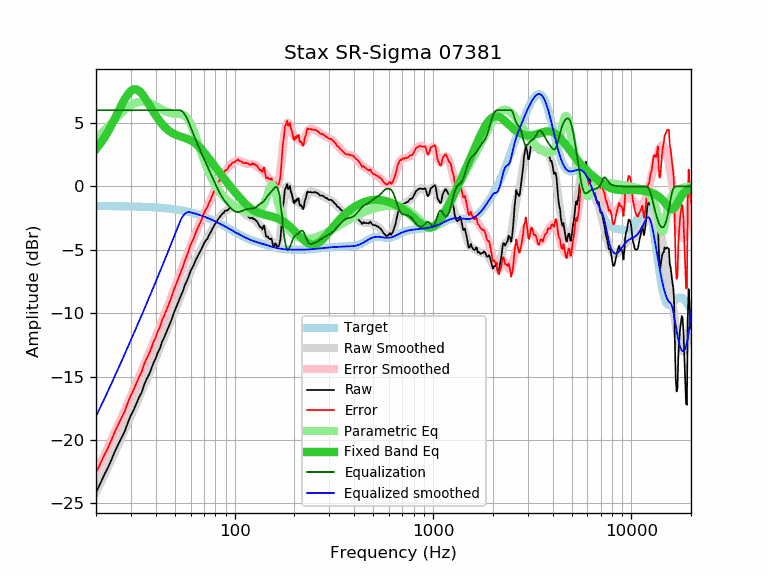 Stax SR-Sigma 07381
Amplitude (dBr)
5
0
−5
−10
−15
−20
−25
Target
Raw Smoothed
Error Smoothed
Raw
Error
Parametric Eq
Fixed Band Eq
Equalization
Equalized smoothed
100
1000
10000
Frequency (Hz)